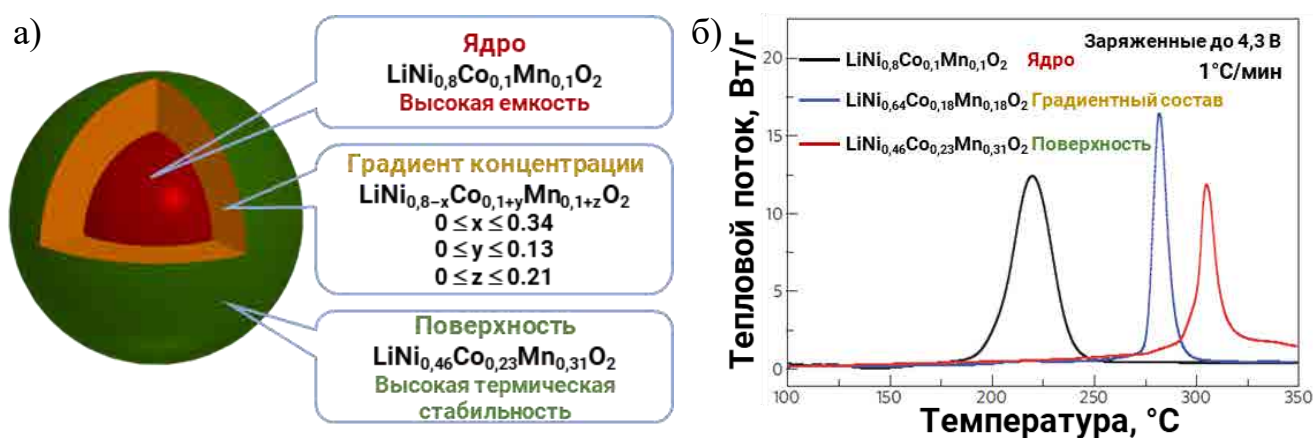 а)
Ядро
LiNi0,8Co0,1Mn0,1O2
Высокая емкость
Градиент концентрации
LiNi0,8−xCo0,1+yMn0,1+zO2
0 ≤ x ≤ 0.34
0 ≤ y ≤ 0.13
0 ≤ z ≤ 0.21
Поверхность
LiNi0,46Co0,23Mn0,31O2
Высокая термическая
стабильность
б)
Тепловой поток, Вт/г
20
15
10
5
0
Заряженные до 4,3 В
1°C/мин
LiNi0,8Co0,1Mn0,1O2 Ядро
LiNi0,64Co0,18Mn0,18O2 Градиентный состав
LiNi0,46Co0,23Mn0,31O2 Поверхность
100 150 200 250 300 350
Температура, °C